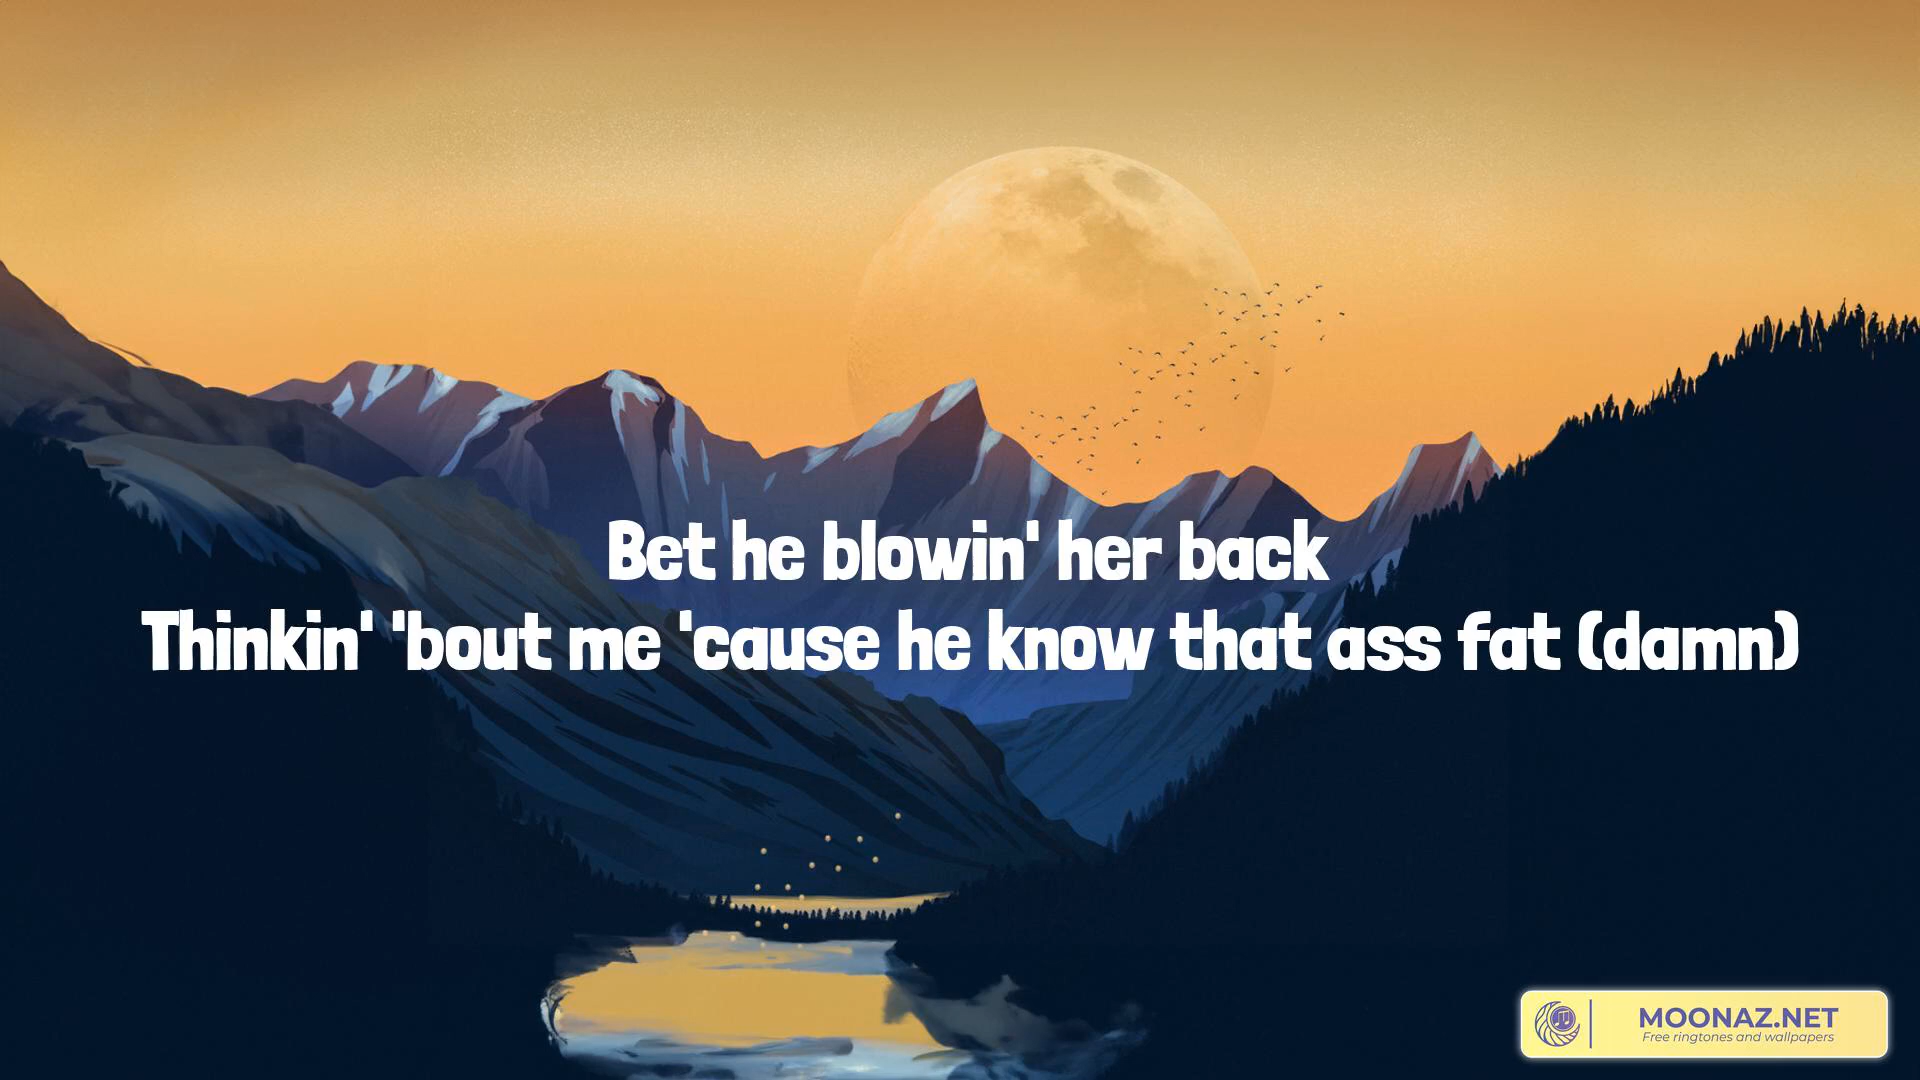 Bet he blowin' her back
Thinkin' 'bout me 'cause he know that ass fat (damn)
MOONAZ.NET
Free ringtones and wallpapers